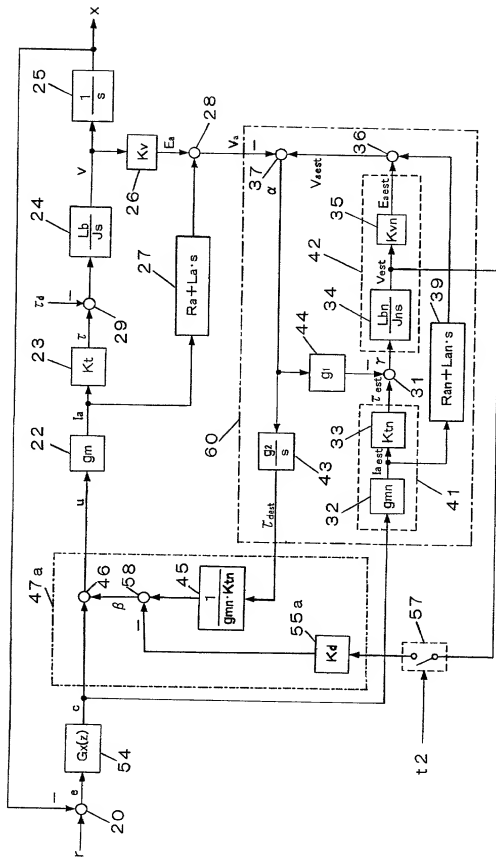 r
−
20
e
Gx(z)
54
c
47a
46
58
−
β
45
1
gmn·Ktn
55a
Kd
57
t2
u
22
gm
Ia
23
Kt
τ
τd
−
29
24
Lb
Js
v
25
1
s
x
26
Kv
Ea
28
27
Ra+La·s
Va
−
60
37
α
Vaest
36
43
g2
s
τdest
44
g1
−
31
r
τest
41
32
gmn
Iaest
33
Ktn
42
34
Lbn
Jns
Vest
35
Kvn
Eaest
39
Ran+Lan·s